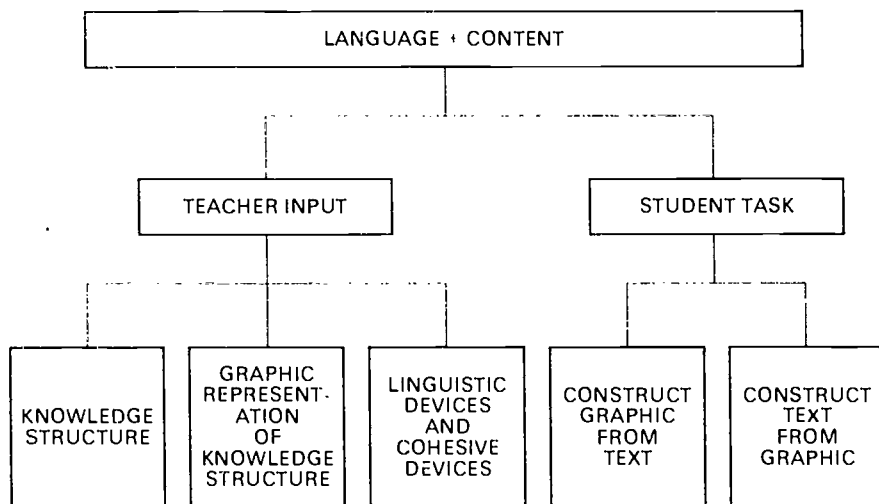 LANGUAGE + CONTENT
TEACHER INPUT
STUDENT TASK
KNOWLEDGE
STRUCTURE
GRAPHIC
REPRESENT-
ATION
OF
KNOWLEDGE
STRUCTURE
LINGUISTIC
DEVICES
AND
COHESIVE
DEVICES
CONSTRUCT
GRAPHIC
FROM
TEXT
CONSTRUCT
TEXT
FROM
GRAPHIC